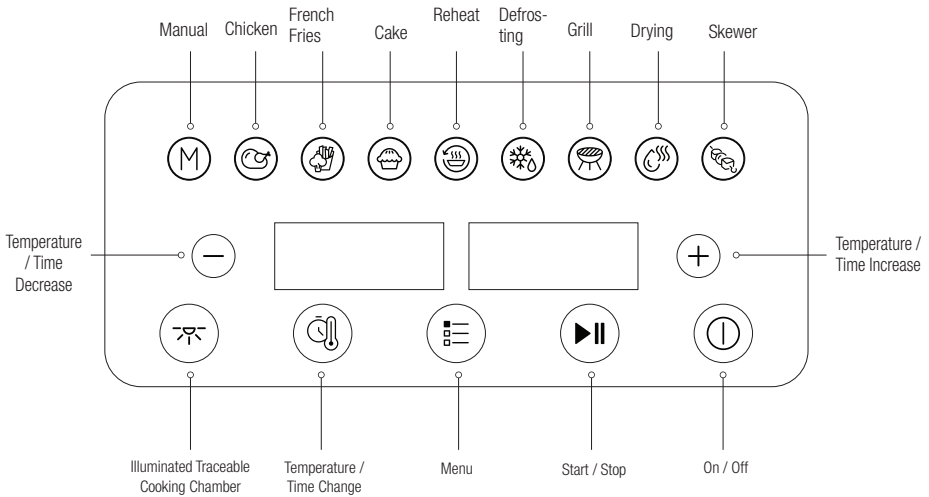 Manual
Chicken
French
Fries
Cake
Reheat
Defros-
ting
Grill
Drying
Skewer
M
Temperature
/ Time
Decrease
Temperature /
Time Increase
Illuminated Traceable
Cooking Chamber
Temperature /
Time Change
Menu
Start / Stop
On / Off